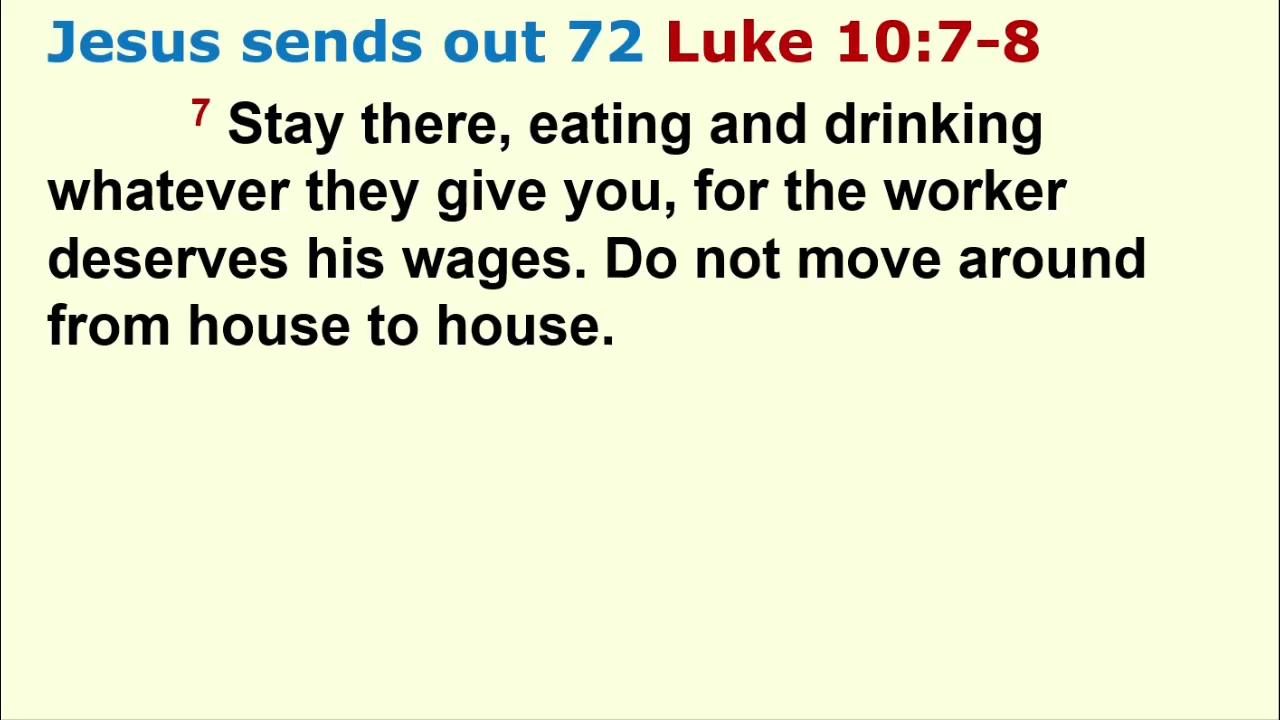 Jesus sends out 72 Luke 10:7-8
7 Stay there, eating and drinking
whatever they give you, for the worker
deserves his wages. Do not move around
from house to house.